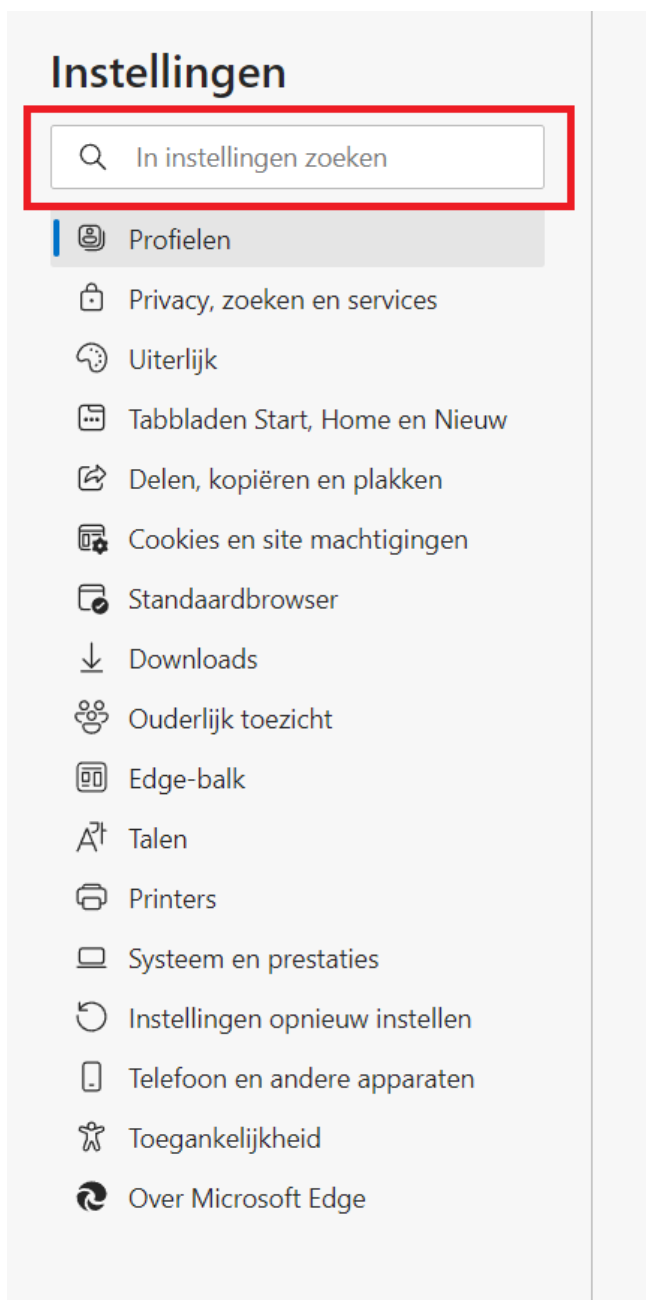 Instellingen
In instellingen zoeken
Profielen
Privacy, zoeken en services
Uiterlijk
Tabbladen Start, Home en Nieuw
Delen, kopiëren en plakken
Cookies en site machtigingen
Standaardbrowser
Downloads
Ouderlijk toezicht
Edge-balk
Talen
Printers
Systeem en prestaties
Instellingen opnieuw instellen
Telefoon en andere apparaten
Toegankelijkheid
Over Microsoft Edge